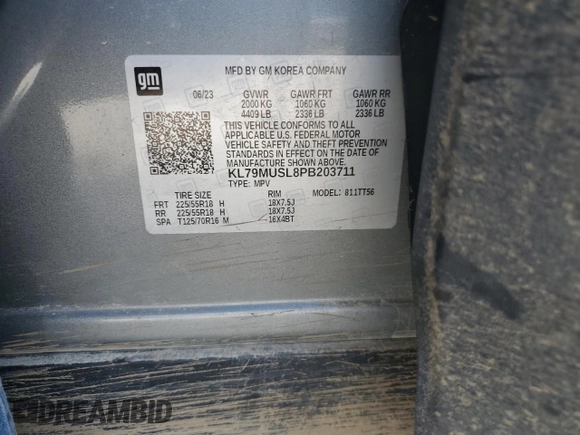 gm
MFD BY GM KOREA COMPANY
06/23 GVWR GAWR FRT GAWR RR
2000 KG 1060 KG 1060 KG
4409 LB 2336 LB 2336 LB
THIS VEHICLE CONFORMS TO ALL
APPLICABLE U.S. FEDERAL MOTOR
VEHICLE SAFETY AND THEFT PREVENTION
STANDARDS IN EFFECT ON THE DATE OF
MANUFACTURE SHOWN ABOVE.
KL79MUSL8PB203711
TYPE: MPV MODEL: 811TT56
TIRE SIZE
FRT 225/55R18 H 18X7.5J
RR 225/55R18 H 18X7.5J
SPA T125/70R16 M 16X4BT
DREAMBID